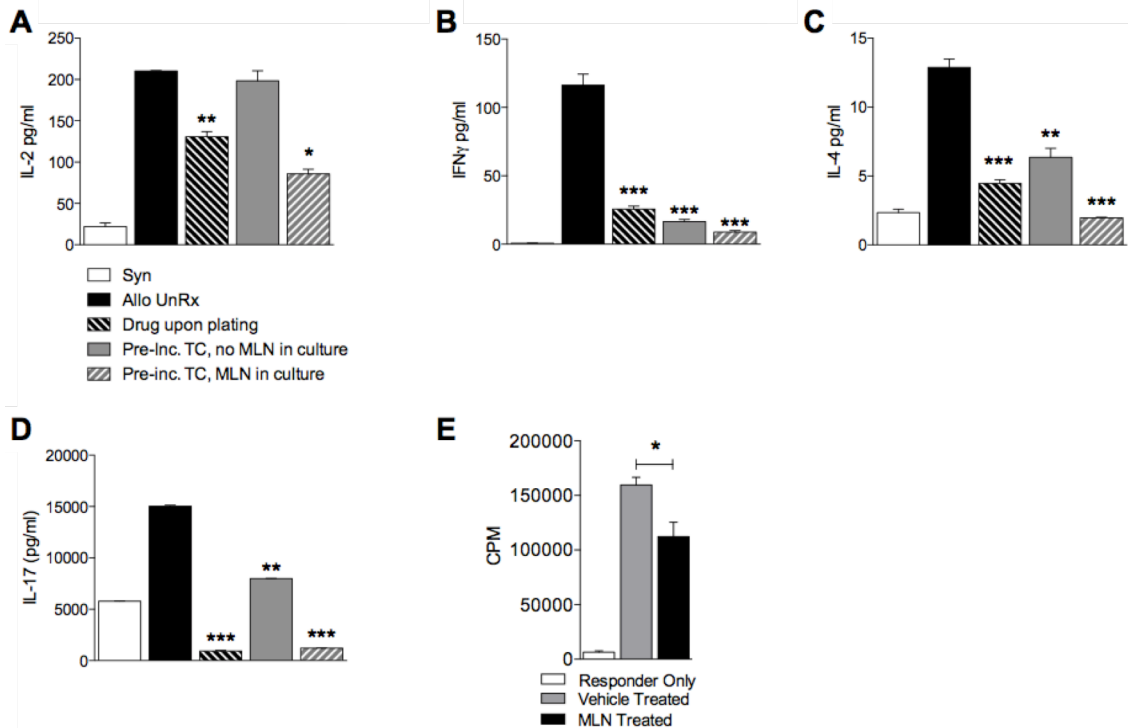 A
B
C
250
200
150
100
50
0
IL-2 pg/ml
**
*
150
100
50
0
IFNγ pg/ml
***
***
***
15
10
5
0
IL-4 pg/ml
***
**
***
Syn
Allo UnRx
Drug upon plating
Pre-Inc. TC, no MLN in culture
Pre-inc. TC, MLN in culture
D
E
20000
15000
10000
5000
0
IL-17 (pg/ml)
***
**
***
200000
150000
100000
50000
0
CPM
*
Responder Only
Vehicle Treated
MLN Treated